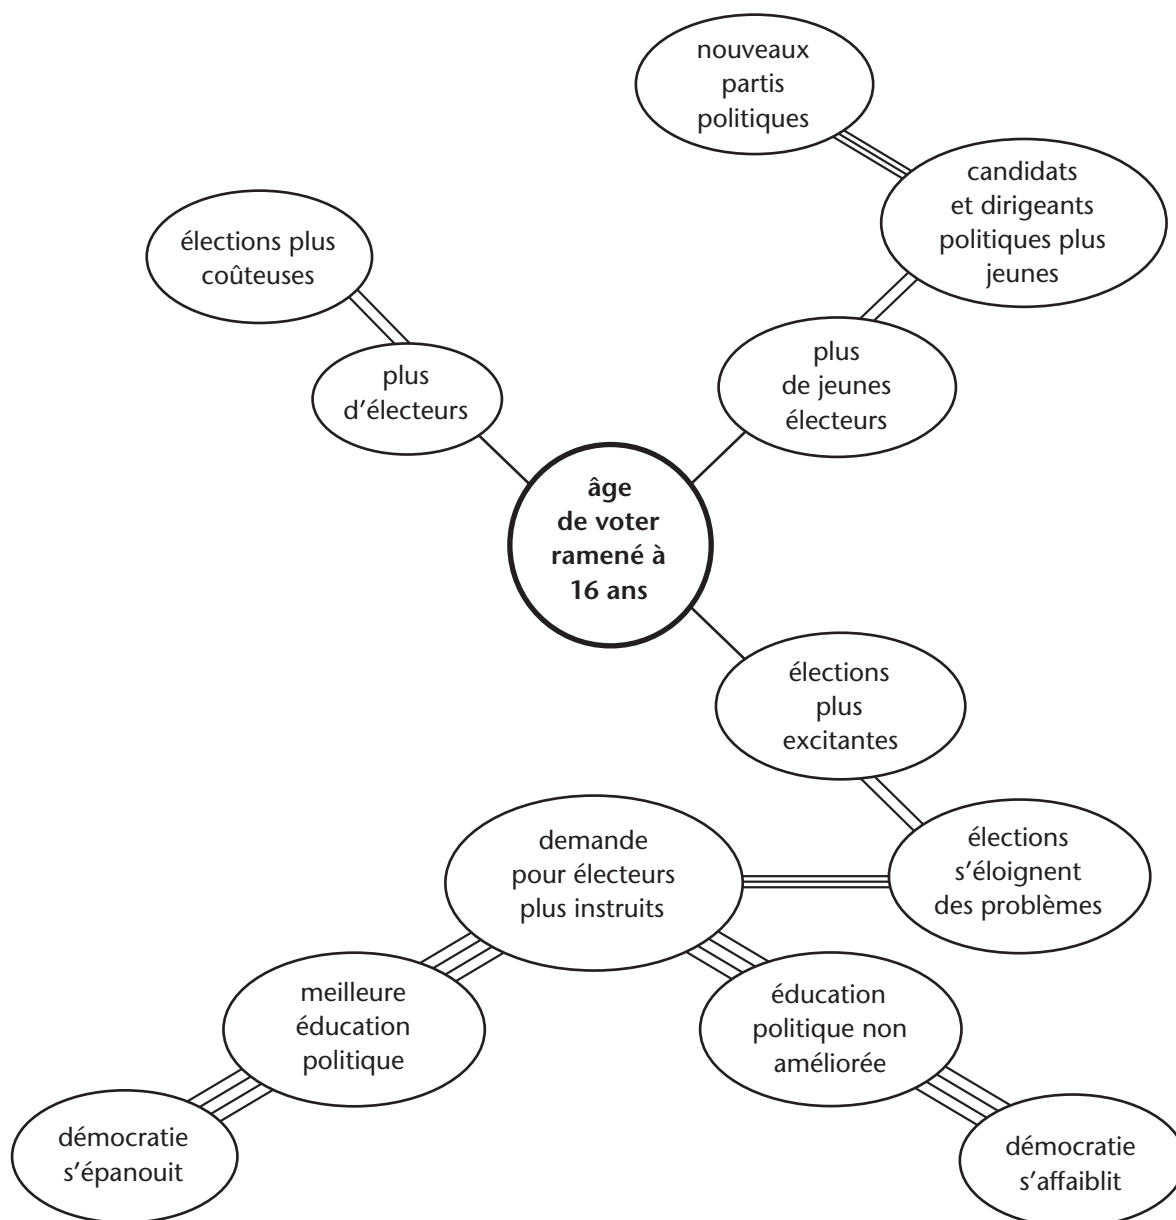 nouveaux
partis
politiques
candidats
et dirigeants
politiques plus
jeunes
élections plus
coûteuses
plus
d'électeurs
plus
de jeunes
électeurs
âge
de voter
ramené à
16 ans
élections
plus
excitantes
demande
pour électeurs
plus instruits
élections
s'éloignent
des problèmes
meilleure
éducation
politique
éducation
politique non
améliorée
démocratie
s'épanouit
démocratie
s'affaiblit